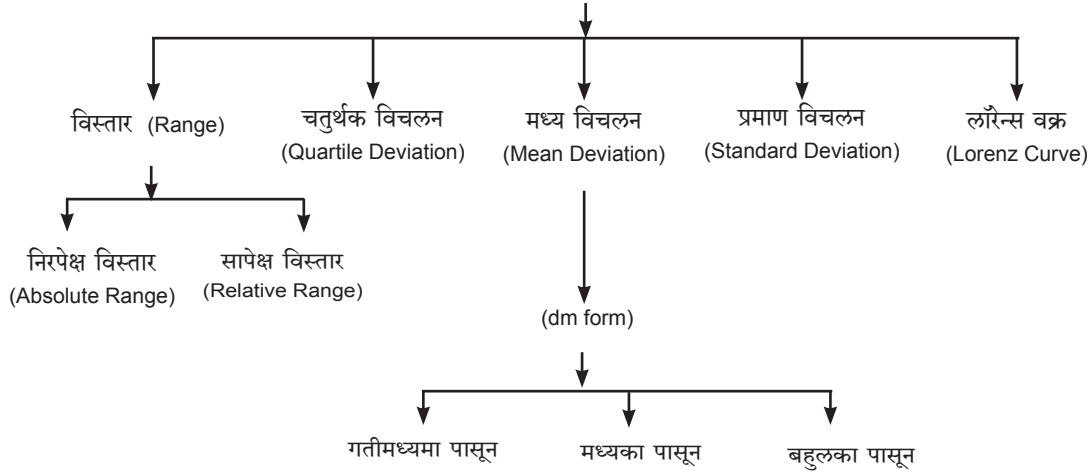 विस्तार (Range)
चतुर्थक विचलन
(Quartile Deviation)
मध्य विचलन
(Mean Deviation)
प्रमाण विचलन
(Standard Deviation)
लॉरेन्स वक्र
(Lorenz Curve)
निरपेक्ष विस्तार
(Absolute Range)
सापेक्ष विस्तार
(Relative Range)
(dm form)
गतीमध्यमा पासून
मध्यका पासून
बहुलका पासून